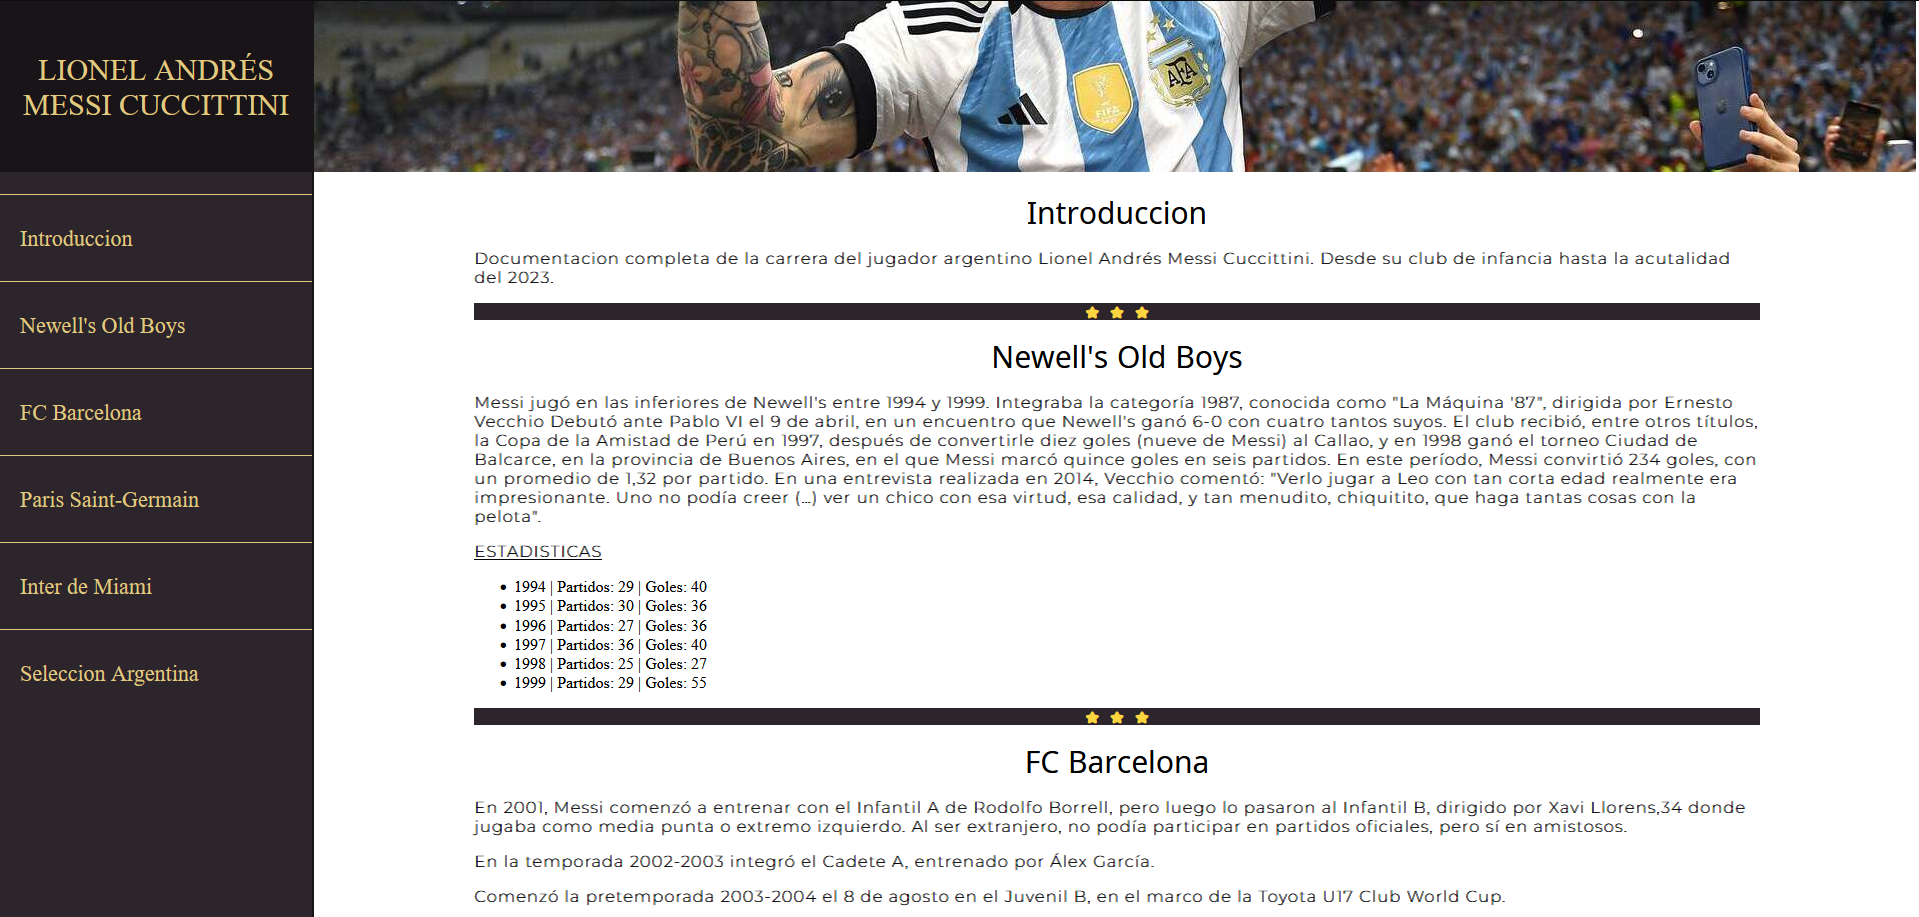 LIONEL ANDRÉS
MESSI CUCCITTINI
Introduccion
Newell's Old Boys
FC Barcelona
Paris Saint-Germain
Inter de Miami
Seleccion Argentina
FIFA
AFA
Introduccion
Documentacion completa de la carrera del jugador argentino Lionel Andrés Messi Cuccittini. Desde su club de infancia hasta la acutalidad
del 2023.
Newell's Old Boys
Messi jugó en las inferiores de Newell's entre 1994 y 1999. Integraba la categoría 1987, conocida como "La Máquina '87", dirigida por Ernesto
Vecchio Debutó ante Pablo VI el 9 de abril, en un encuentro que Newell's ganó 6-0 con cuatro tantos suyos. El club recibió, entre otros títulos,
la Copa de la Amistad de Perú en 1997, después de convertirle diez goles (nueve de Messi) al Callao, y en 1998 ganó el torneo Ciudad de
Balcarce, en la provincia de Buenos Aires, en el que Messi marcó quince goles en seis partidos. En este período, Messi convirtió 234 goles, con
un promedio de 1,32 por partido. En una entrevista realizada en 2014, Vecchio comentó: "Verlo jugar a Leo con tan corta edad realmente era
impresionante. Uno no podía creer (...) ver un chico con esa virtud, esa calidad, y tan menudito, chiquitito, que haga tantas cosas con la
pelota".
ESTADISTICAS
• 1994 | Partidos: 29 | Goles: 40
• 1995 | Partidos: 30 | Goles: 36
• 1996 | Partidos: 27 | Goles: 36
• 1997 | Partidos: 36 | Goles: 40
• 1998 | Partidos: 25 | Goles: 27
• 1999 | Partidos: 29 | Goles: 55
FC Barcelona
En 2001, Messi comenzó a entrenar con el Infantil A de Rodolfo Borrell, pero luego lo pasaron al Infantil B, dirigido por Xavi Llorens,34 donde
jugaba como media punta o extremo izquierdo. Al ser extranjero, no podía participar en partidos oficiales, pero sí en amistosos.
En la temporada 2002-2003 integró el Cadete A, entrenado por Álex García.
Comenzó la pretemporada 2003-2004 el 8 de agosto en el Juvenil B, en el marco de la Toyota U17 Club World Cup.